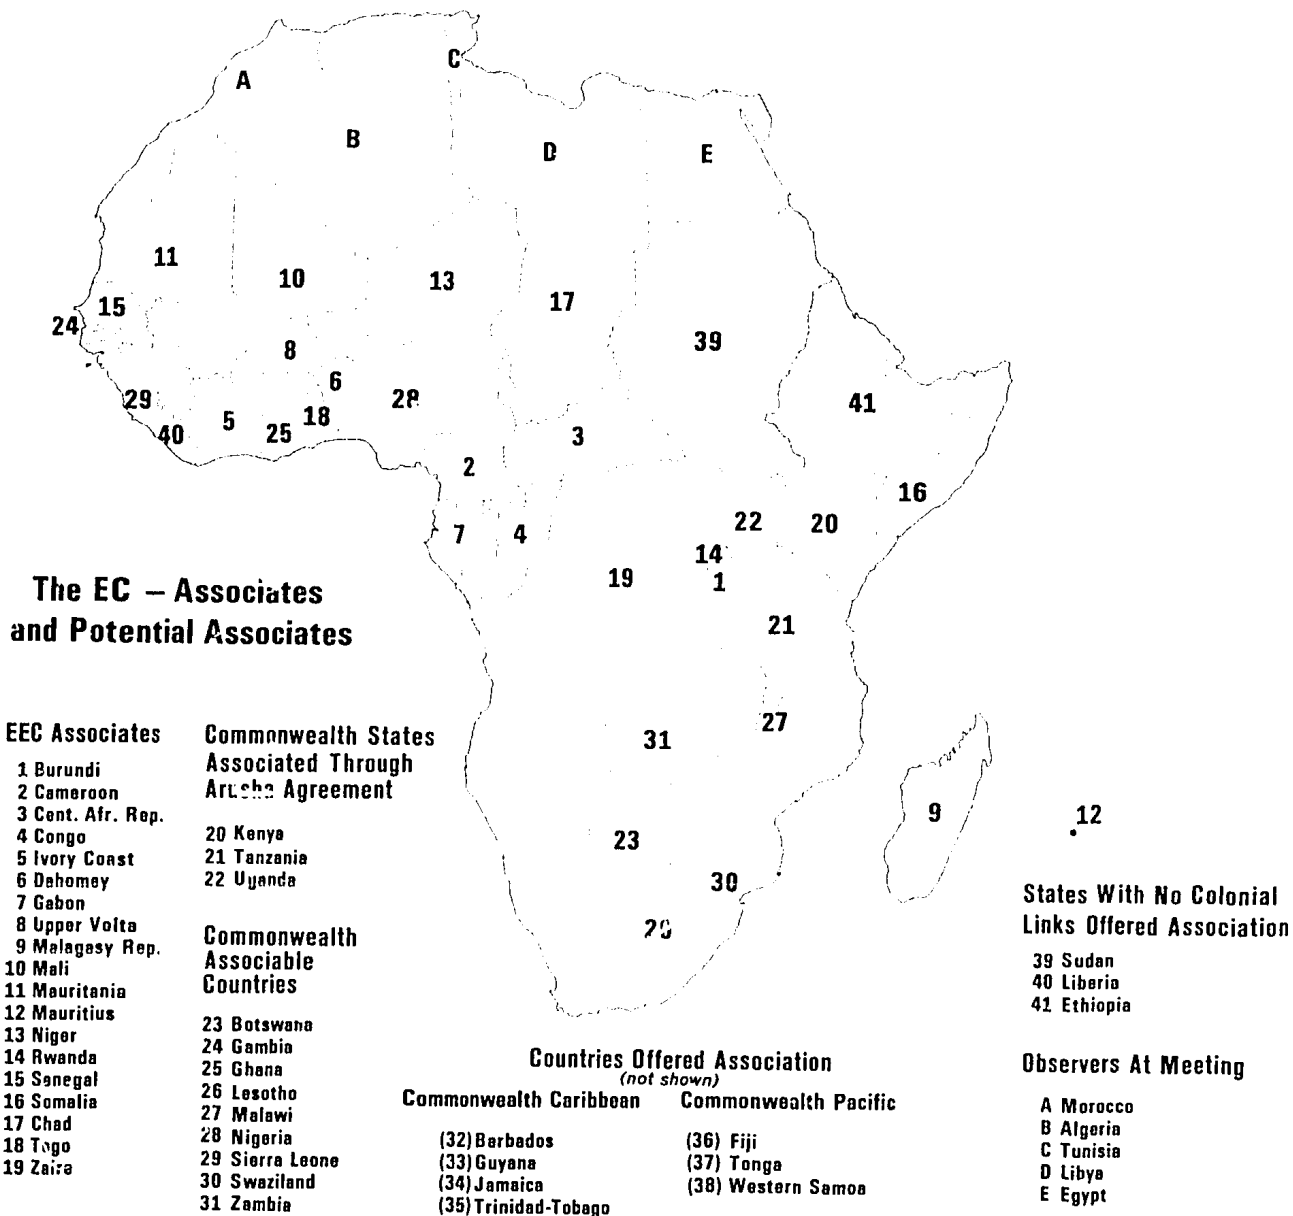 A
B
C
D
E
11
10
13
17
15
24
39
8
6
28
41
29
5
18
40
25
3
2
16
7
4
22
20
14
19
1
21
27
31
9
12
23
30
The EC – Associates
and Potential Associates
EEC Associates
1 Burundi
2 Cameroon
3 Cent. Afr. Rep.
4 Congo
5 Ivory Coast
6 Dahomey
7 Gabon
8 Upper Volta
9 Malagasy Rep.
10 Mali
11 Mauritania
12 Mauritius
13 Niger
14 Rwanda
15 Senegal
16 Somalia
17 Chad
18 Togo
19 Zaire
Commonwealth States
Associated Through
Arusha Agreement
20 Kenya
21 Tanzania
22 Uganda
Commonwealth
Associable
Countries
23 Botswana
24 Gambia
25 Ghana
26 Lesotho
27 Malawi
28 Nigeria
29 Sierra Leone
30 Swaziland
31 Zambia
Countries Offered Association
(not shown)
Commonwealth Caribbean
(32) Barbados
(33) Guyana
(34) Jamaica
(35) Trinidad-Tobago
Commonwealth Pacific
(36) Fiji
(37) Tonga
(38) Western Samoa
States With No Colonial
Links Offered Association
39 Sudan
40 Liberia
41 Ethiopia
Observers At Meeting
A Morocco
B Algeria
C Tunisia
D Libya
E Egypt